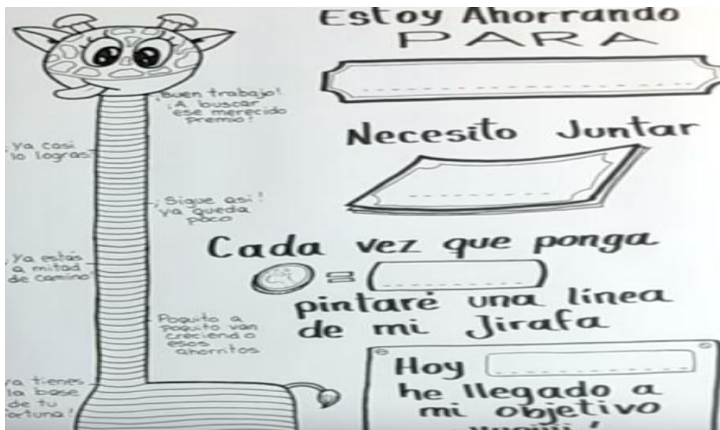 Estoy Ahorrando
PARA
¡Buen trabajo!
¡A buscar
ese merecido
premio!
¡Ya casi
lo logras
Necesito Juntar
¡Sigue así!
ya queda
poco
Cada vez que ponga
=
pintaré una línea
de mi Jirafa
¡Ya estás
a mitad
de camino
Poquito a
poquito van
creciendo
esos
ahorritos
Hoy
he llegado a
mi objetivo
ya tienes
la base
de tu
fortuna!